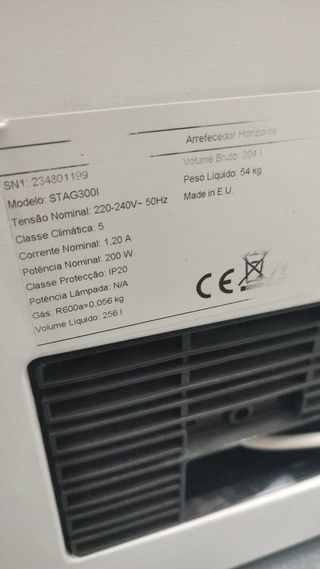 Arrefecedor Horizontal
SN1: 234801199
Volume Bruto: 304 l
Modelo: STAG300I
Peso Líquido: 54 kg
Tensão Nominal: 220-240V~ 50Hz
Made in E.U.
Classe Climática: 5
Corrente Nominal: 1,20 A
Potência Nominal: 200 W
Classe Protecção: IP20
Potência Lâmpada: N/A
Gás: R600a=0,056 kg
Volume Líquido: 256 l
CE